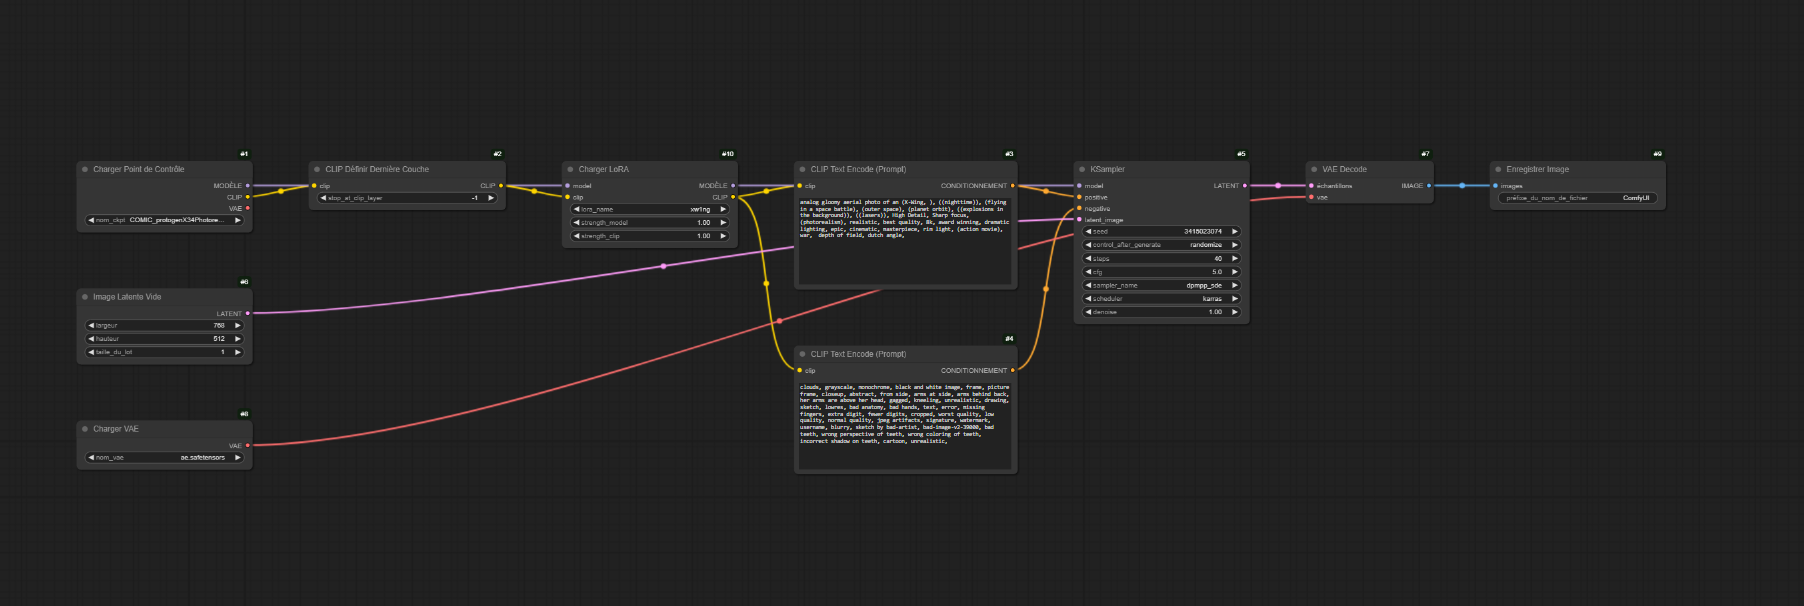 #1
Charger Point de Contrôle
MODÈLE
CLIP
VAE
nom_ckpt COMIC_protogenX34Photore...
#2
CLIP Définir Dernière Couche
clip CLIP
stop_at_clip_layer -1
#10
Charger LoRA
model MODÈLE
clip CLIP
lora_name xw1ng
strength_model 1.00
strength_clip 1.00
#3
CLIP Text Encode (Prompt)
clip CONDITIONNEMENT
analog gloomy aerial photo of an (X-Wing, ), ((nighttime)), (flying
in a space battle), (outer space), (planet orbit), ((explosions in
the background)), ((lasers)), High Detail, Sharp focus,
(photorealism), realistic, best quality, 8k, award winning, dramatic
lighting, epic, cinematic, masterpiece, rim light, (action movie),
war, depth of field, dutch angle,
#5
KSampler
model LATENT
positive
negative
latent_image
seed 3415023074
control_after_generate randomize
steps 40
cfg 5.0
sampler_name dpmpp_sde
scheduler karras
denoise 1.00
#7
VAE Decode
échantillons IMAGE
vae
#9
Enregistrer Image
images
préfixe_du_nom_de_fichier ComfyUI
#6
Image Latente Vide
LATENT
largeur 768
hauteur 512
taille_du_lot 1
#4
CLIP Text Encode (Prompt)
clip CONDITIONNEMENT
clouds, grayscale, monochrome, black and white image, frame, picture
frame, closeup, abstract, from side, arms at side, arms behind back,
her arms are above her head, gagged, kneeling, unrealistic, drawing,
sketch, lowres, bad anatomy, bad hands, text, error, missing
fingers, extra digit, fewer digits, cropped, worst quality, low
quality, normal quality, jpeg artifacts, signature, watermark,
username, blurry, sketch by bad-artist, bad-image-v2-39000, bad
teeth, wrong perspective of teeth, wrong coloring of teeth,
incorrect shadow on teeth, cartoon, unrealistic,
#8
Charger VAE
VAE
nom_vae ae.safetensors